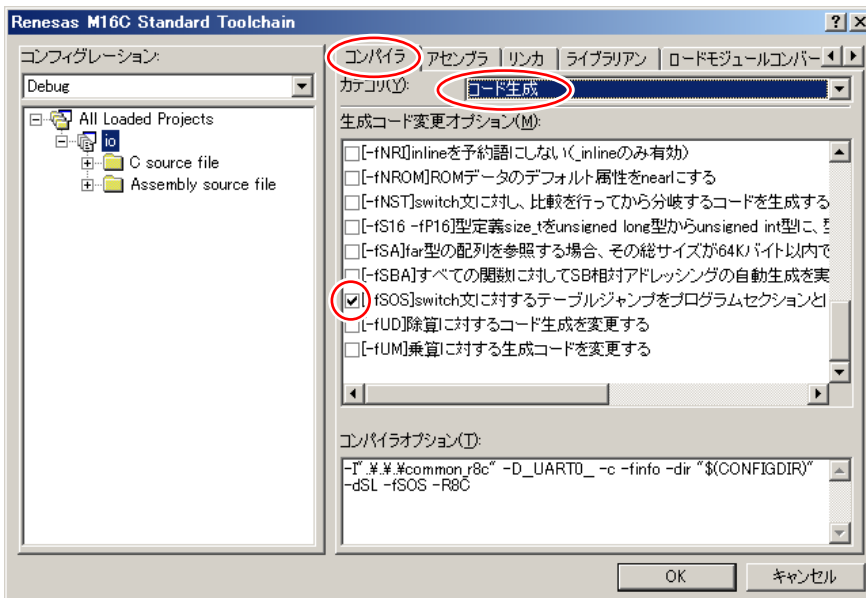 Renesas M16C Standard Toolchain
コンフィグレーション:
Debug
All Loaded Projects
io
C source file
Assembly source file
コンパイラ アセンブラ リンカ ライブラリアン ロードモジュールコンバー
カテゴリ(Y): コード生成
生成コード変更オプション(M):
[-fNRI]inlineを予約語にしない(_inlineのみ有効)
[-fNROM]ROMデータのデフォルト属性をnearにする
[-fNST]switch文に対し、比較を行ってから分岐するコードを生成する
[-fS16 -fP16]型定義size_tをunsigned long型からunsigned int型に、
[-fSA]far型の配列を参照する場合、その総サイズが64Kバイト以内で
[-fSBA]すべての関数に対してSB相対アドレッシングの自動生成を実
[-fSOS]switch文に対するテーブルジャンプをプログラムセクションと
[-fUD]除算に対するコード生成を変更する
[-fUM]乗算に対する生成コードを変更する
コンパイラオプション(T):
-I"..¥..¥..¥common_r8c" -D__UART0__ -c -finfo -dir "$(CONFIGDIR)"
-dSL -fSOS -R8C
OK キャンセル